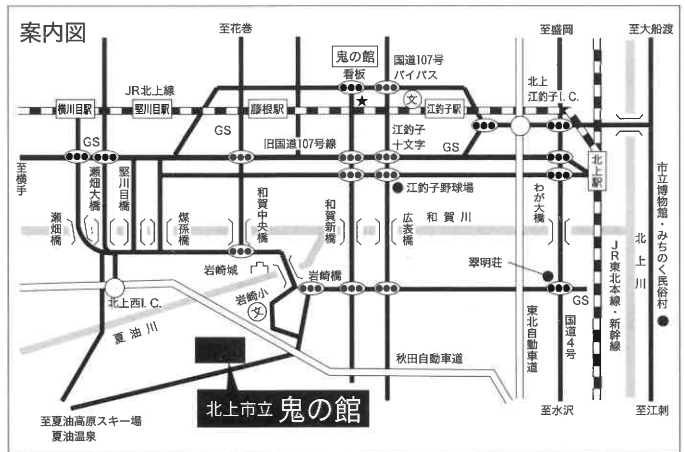 案内図
至花巻
至盛岡
至大船渡
鬼の館
看板
国道107号
バイパス
北上
江釣子I.C.
JR北上線
横川目駅
堅川目駅
藤根駅
文
江釣子駅
GS
GS
旧国道107号線
江釣子
十文字
GS
北上駅
至横手
瀬畑大橋
堅川目橋
江釣子野球場
わが大橋
市立博物館・みちのく民俗村
瀬畑橋
煤孫橋
和賀中央橋
和賀新橋
広表橋
和賀川
北上川
岩崎城
岩崎橋
翠明荘
JR東北本線・新幹線
北上西I.C.
岩崎小
文
GS
夏油川
東北自動車道
国道4号
秋田自動車道
北上市立 鬼の館
至夏油高原スキー場
夏油温泉
至水沢
至江刺